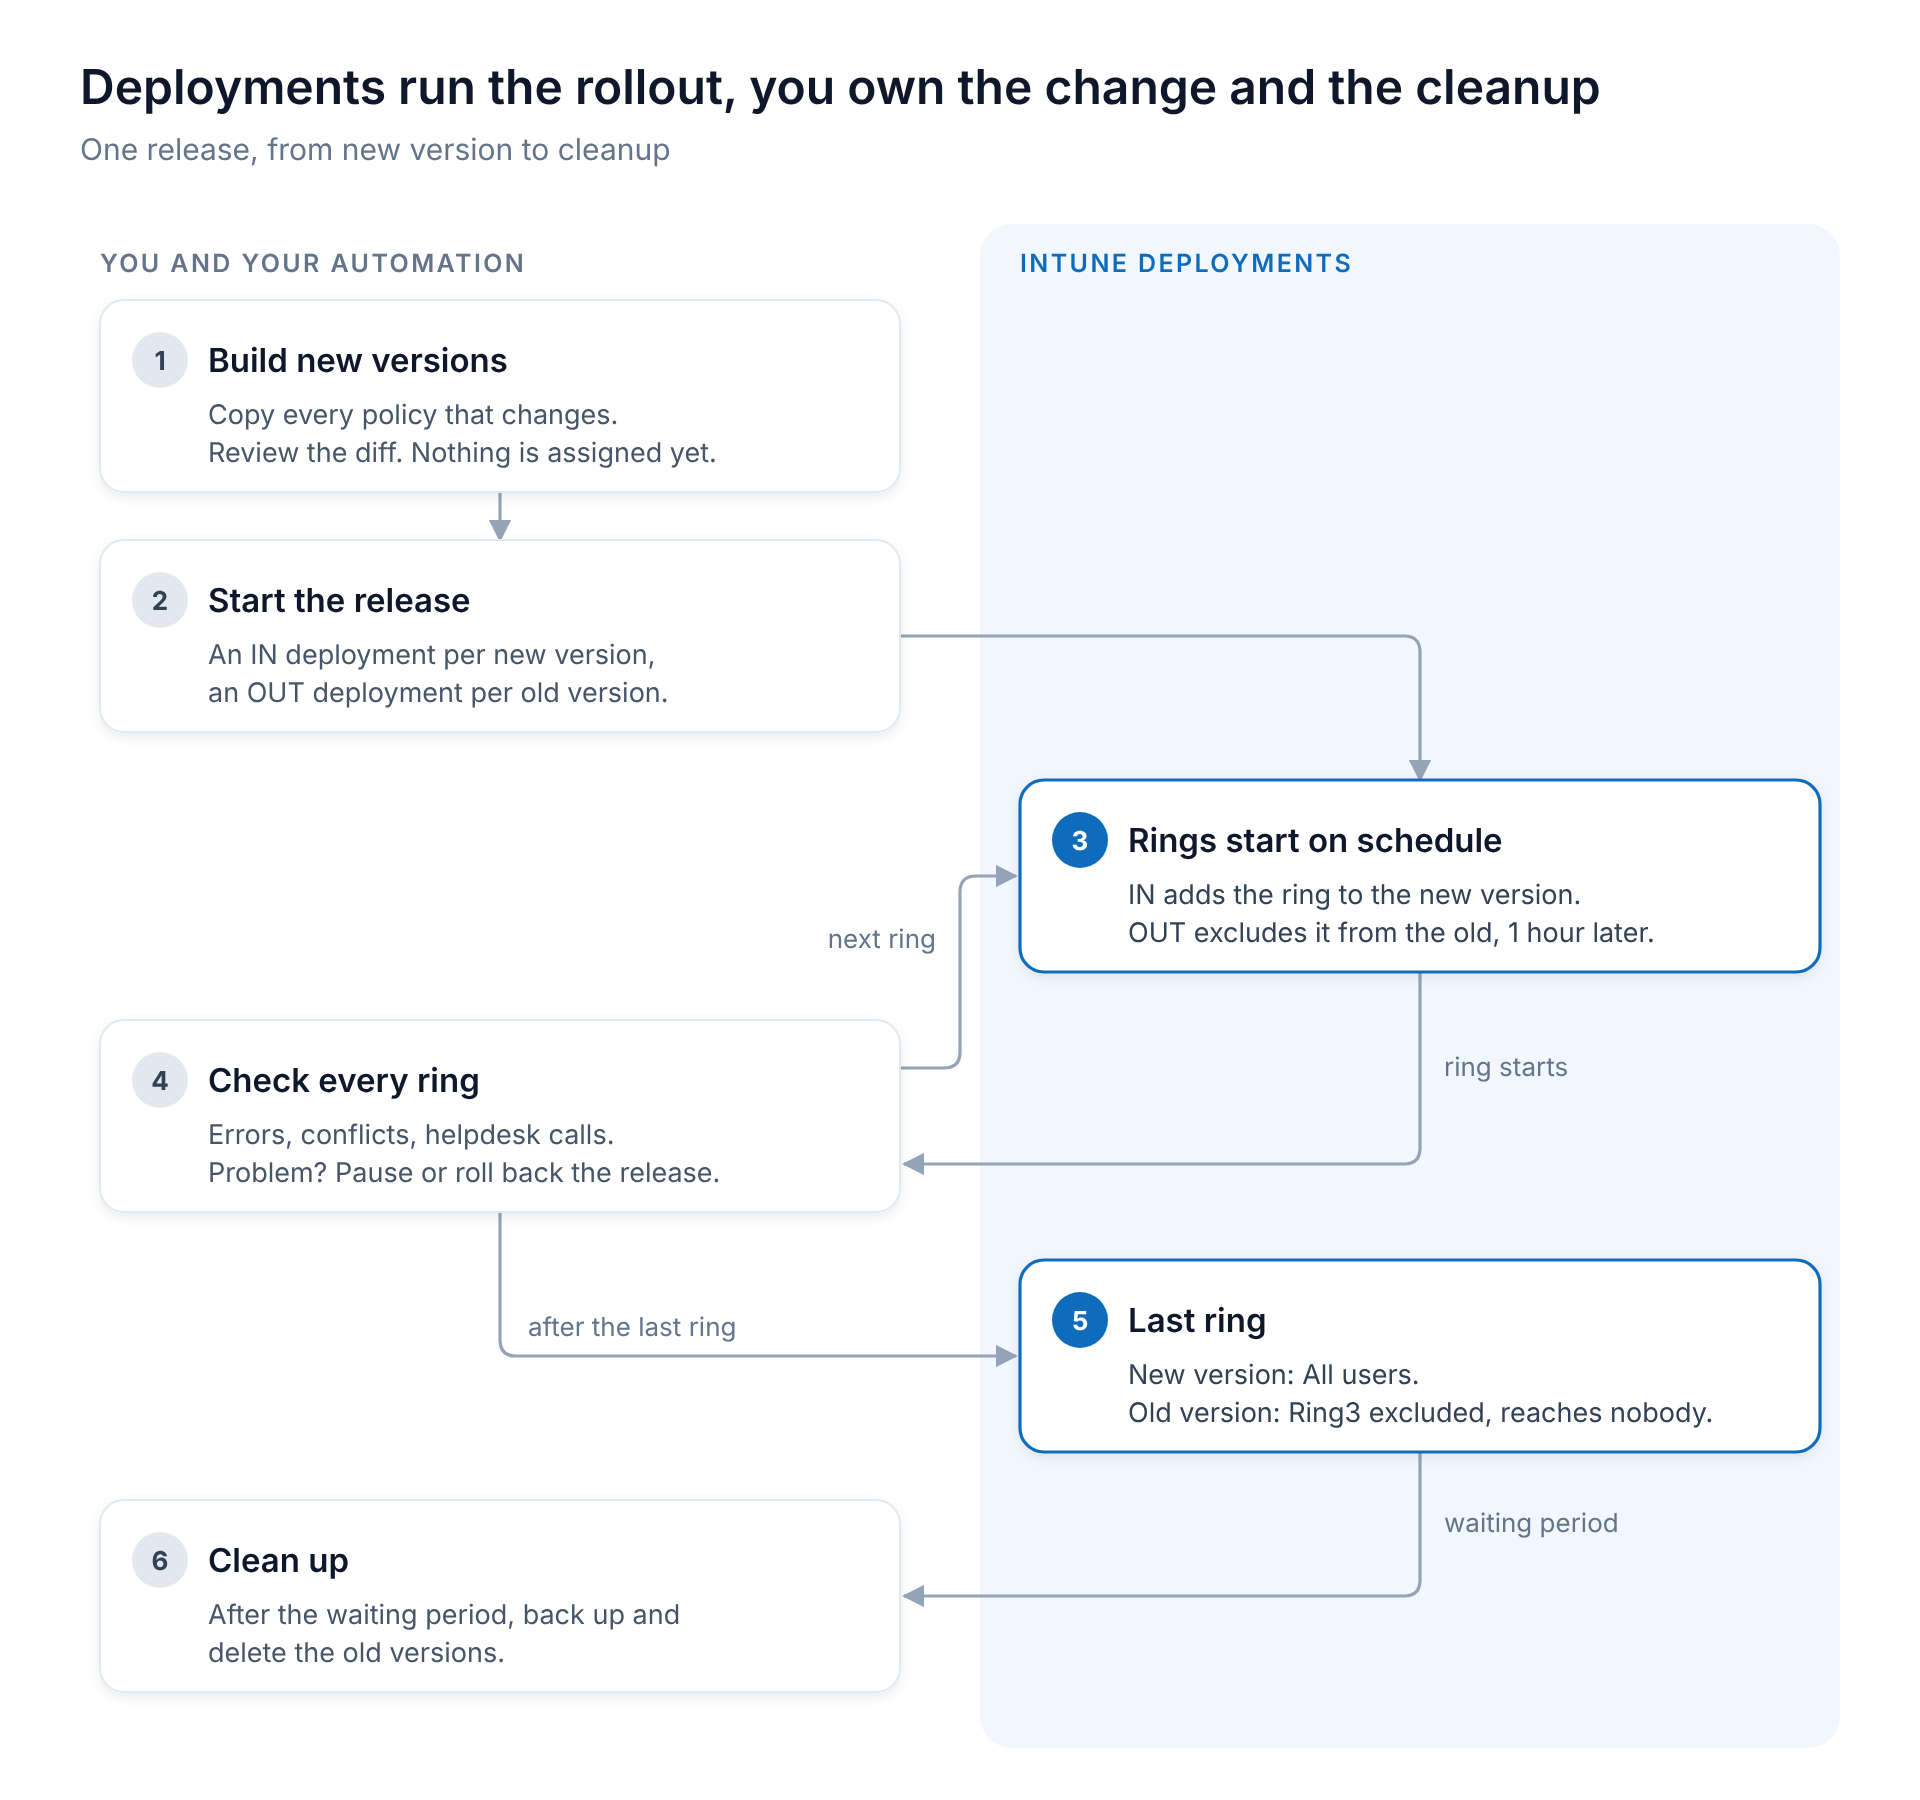 Deployments run the rollout, you own the change and the cleanup
One release, from new version to cleanup
YOU AND YOUR AUTOMATION
INTUNE DEPLOYMENTS
1
Build new versions
Copy every policy that changes.
Review the diff. Nothing is assigned yet.
2
Start the release
An IN deployment per new version,
an OUT deployment per old version.
3
Rings start on schedule
IN adds the ring to the new version.
OUT excludes it from the old, 1 hour later.
next ring
ring starts
4
Check every ring
Errors, conflicts, helpdesk calls.
Problem? Pause or roll back the release.
after the last ring
5
Last ring
New version: All users.
Old version: Ring3 excluded, reaches nobody.
waiting period
6
Clean up
After the waiting period, back up and
delete the old versions.